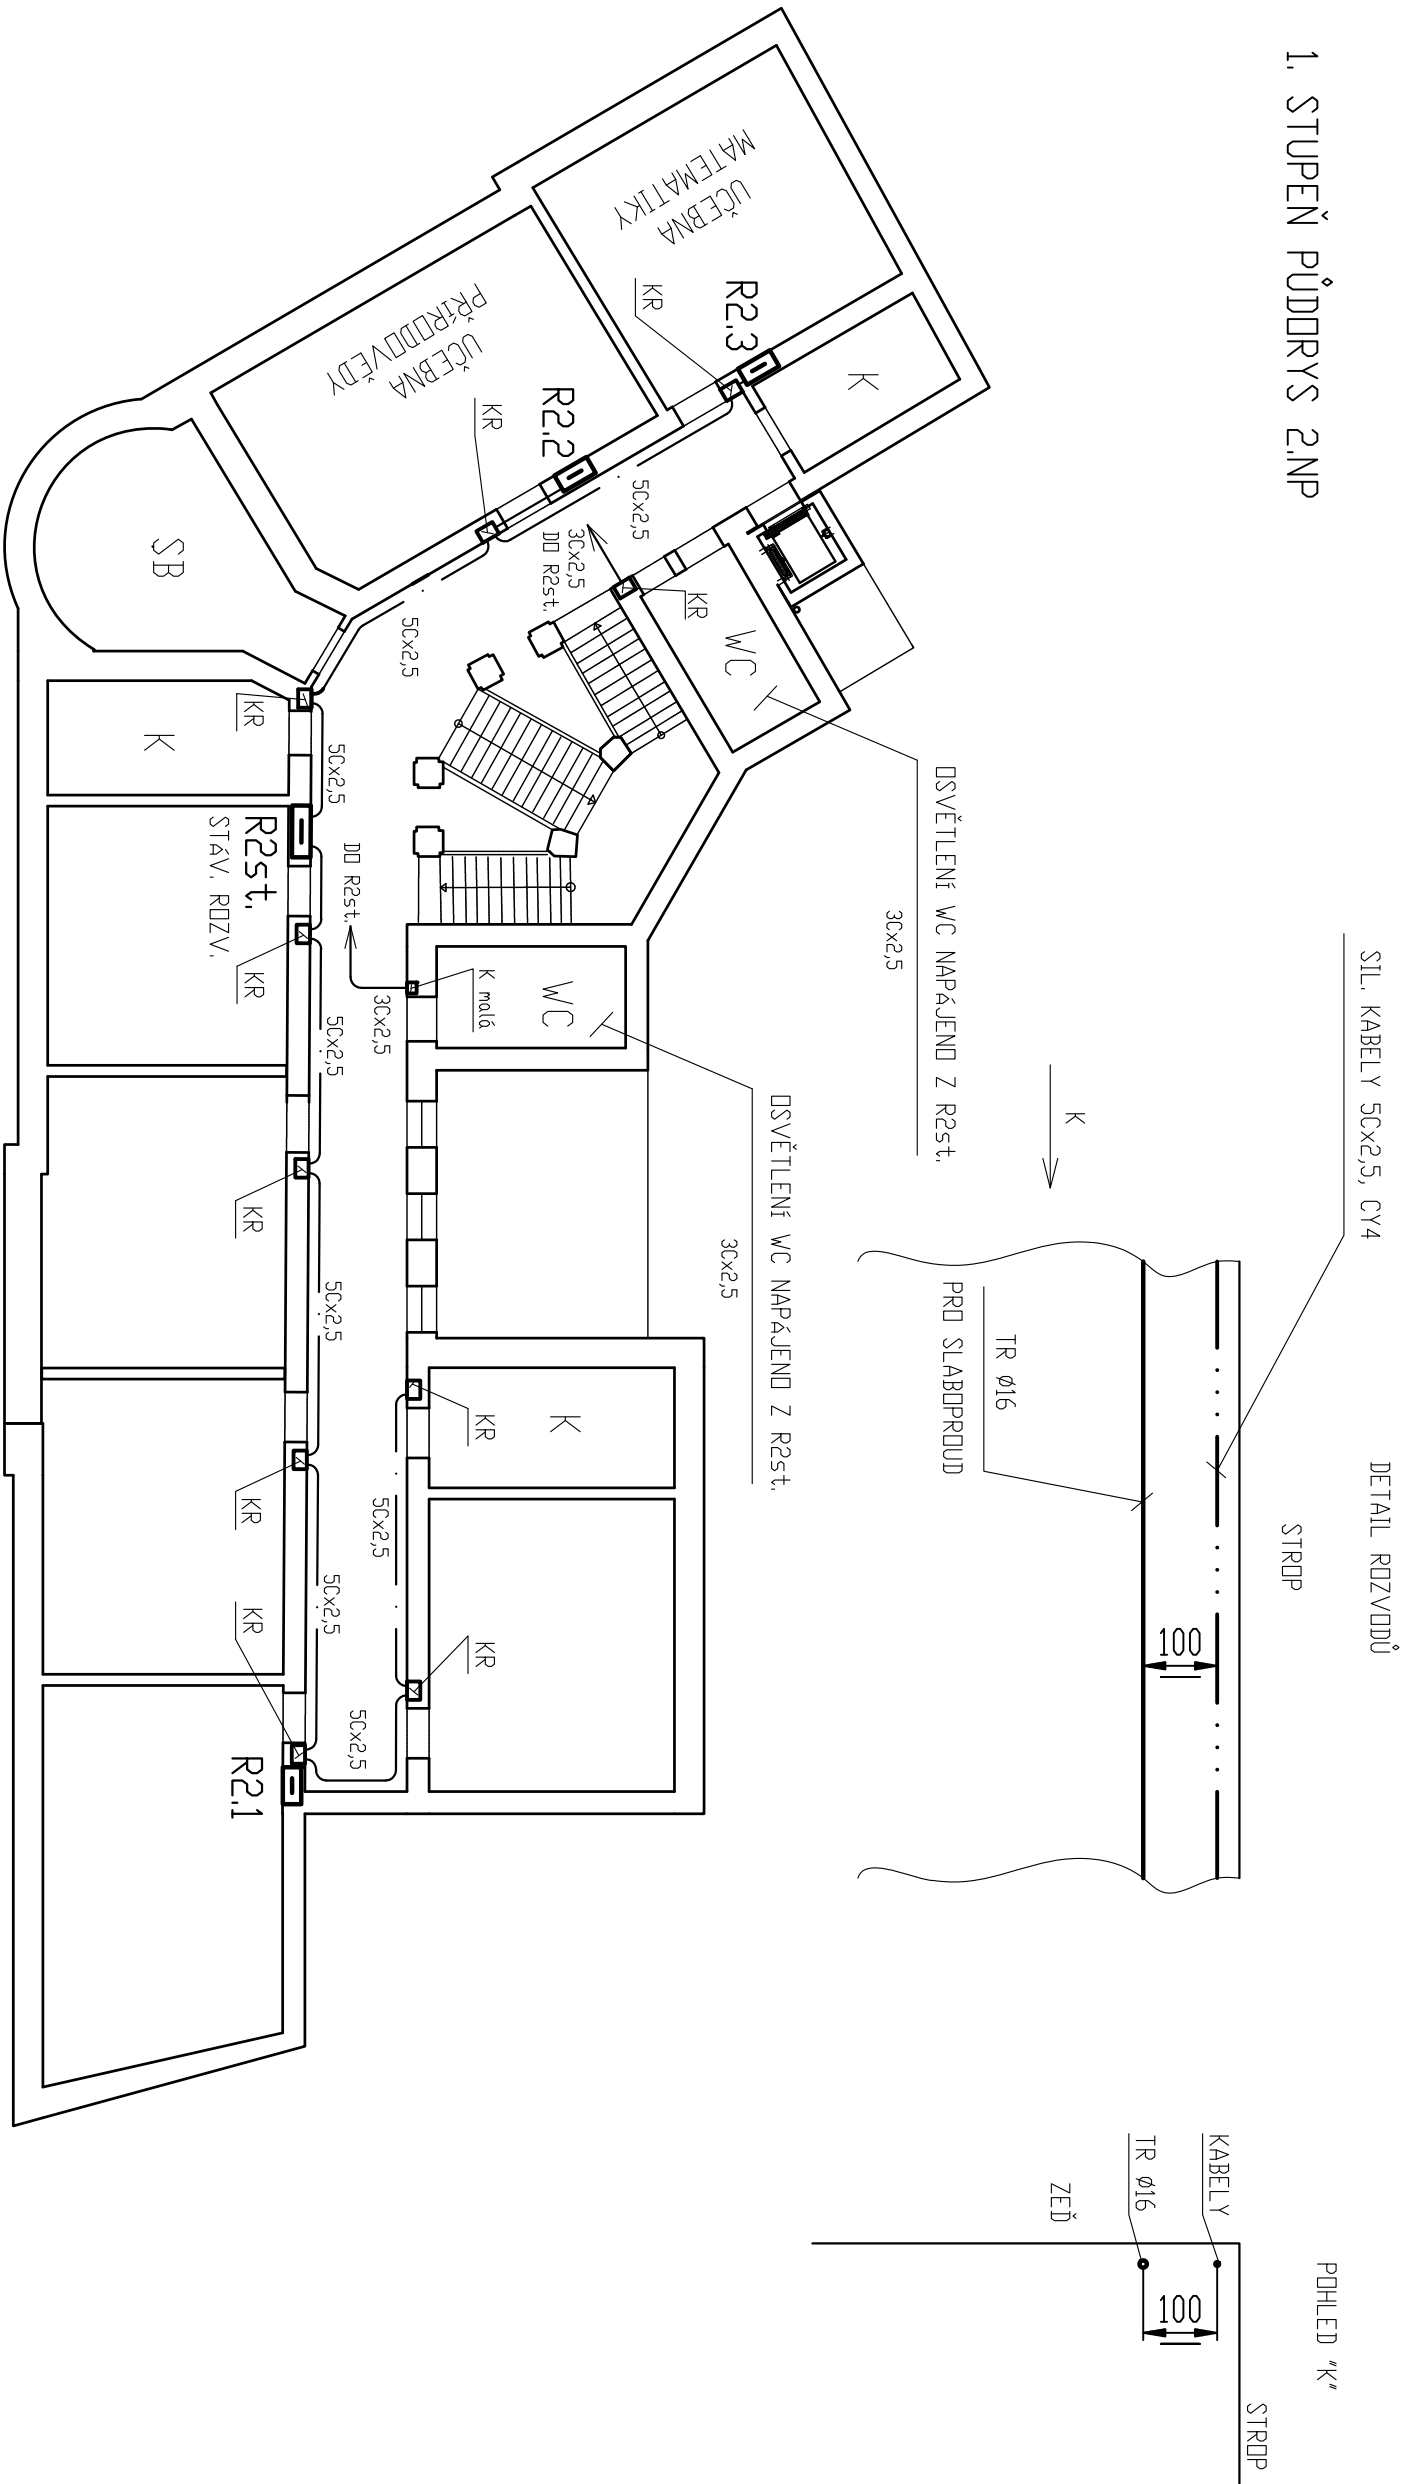 1. STUPEŇ PŮDORYS 2.NP
DETAIL ROZVODŮ
POHLED "K"
SIL. KABELY 5Cx2,5, CY4
STROP
100
TR Ø16
PRO SLABOPROUD
K
KABELY
TR Ø16
100
ZEĎ
STROP
OSVĚTLENÍ WC NAPÁJENO Z R2st.
3Cx2,5
OSVĚTLENÍ WC NAPÁJENO Z R2st.
3Cx2,5
K
UČEBNA
MATEMATIKY
R2.3
KR
UČEBNA
PŘÍRODOVĚDY
R2.2
KR
5Cx2,5
3Cx2,5
DO R2st.
KR
WC
5Cx2,5
SB
KR
K
5Cx2,5
R2st.
STÁV. ROZV.
DO R2st.
K malá
WC
3Cx2,5
KR
5Cx2,5
KR
5Cx2,5
KR
5Cx2,5
KR
R2.1
KR
K
5Cx2,5
KR
5Cx2,5